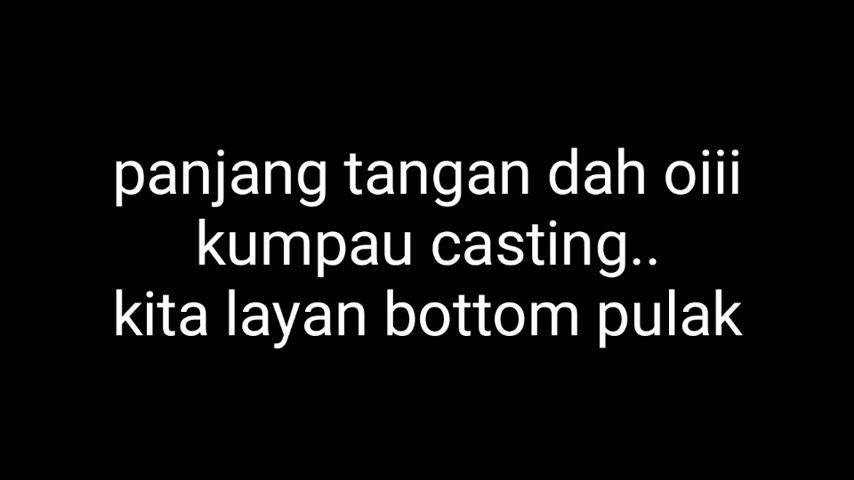 panjang tangan dah oiii
kumpau casting..
kita layan bottom pulak